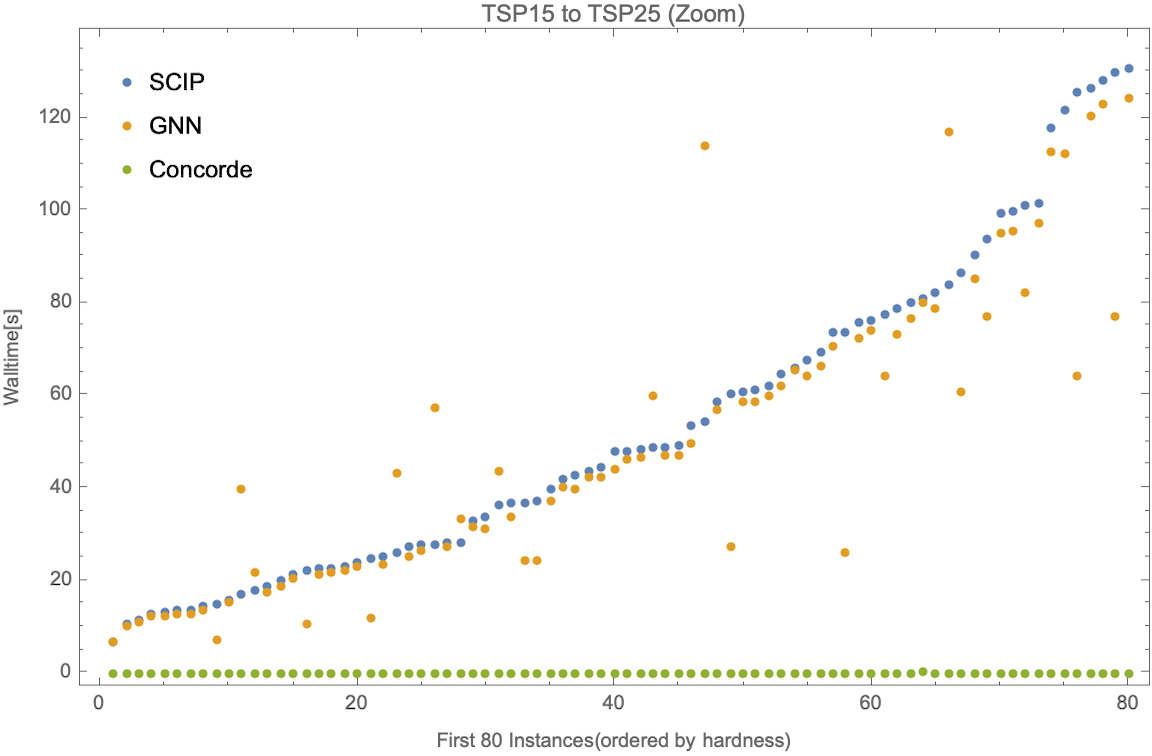 TSP15 to TSP25 (Zoom)
SCIP
GNN
Concorde
Walltime[s]
120
100
80
60
40
20
0
0 20 40 60 80
First 80 Instances(ordered by hardness)